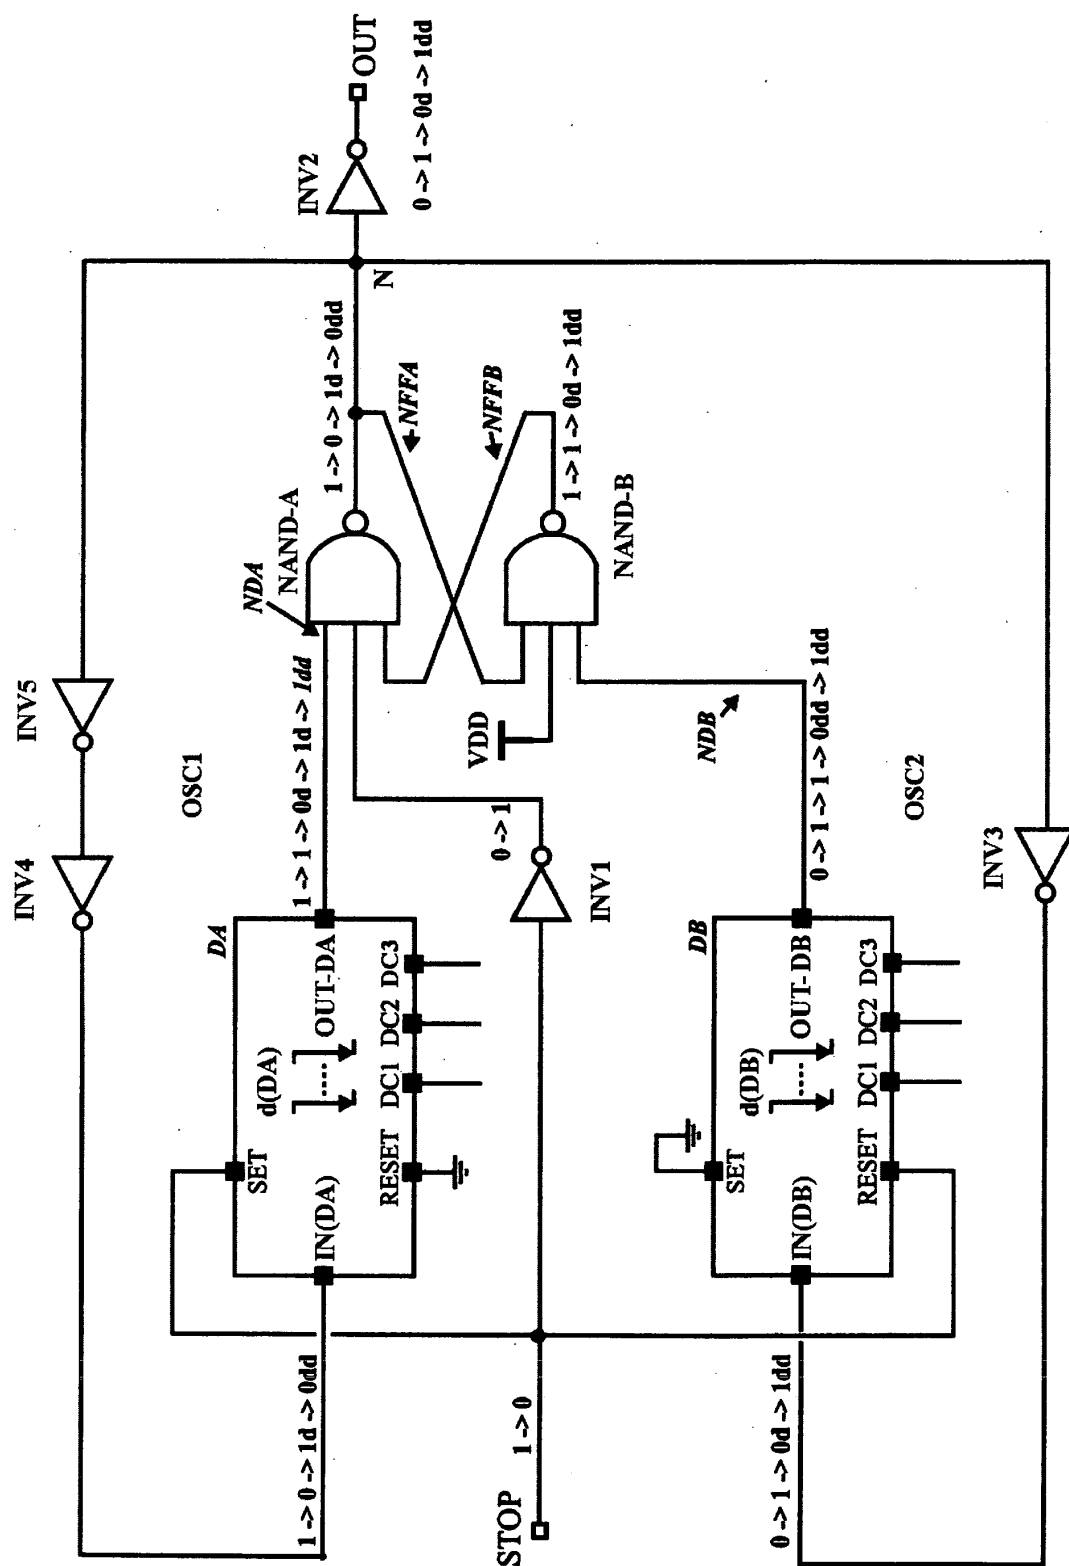 INV5
INV4
OSC1
1 -> 0 -> 1d -> 0dd
DA
SET
IN(DA)
d(DA)
OUT-DA
RESET
DC1
DC2
DC3
1 -> 1 -> 0d -> 1d -> 1dd
NDA
NAND-A
1 -> 0 -> 1d -> 0dd
N
INV2
OUT
0 -> 1 -> 0d -> 1dd
NFFA
NFFB
STOP
1 -> 0
INV1
0 -> 1
VDD
NAND-B
1 -> 1 -> 0d -> 1dd
NDB
0 -> 1 -> 1 -> 0dd -> 1dd
DB
SET
IN(DB)
d(DB)
OUT-DB
RESET
DC1
DC2
DC3
0 -> 1 -> 0d -> 1dd
OSC2
INV3